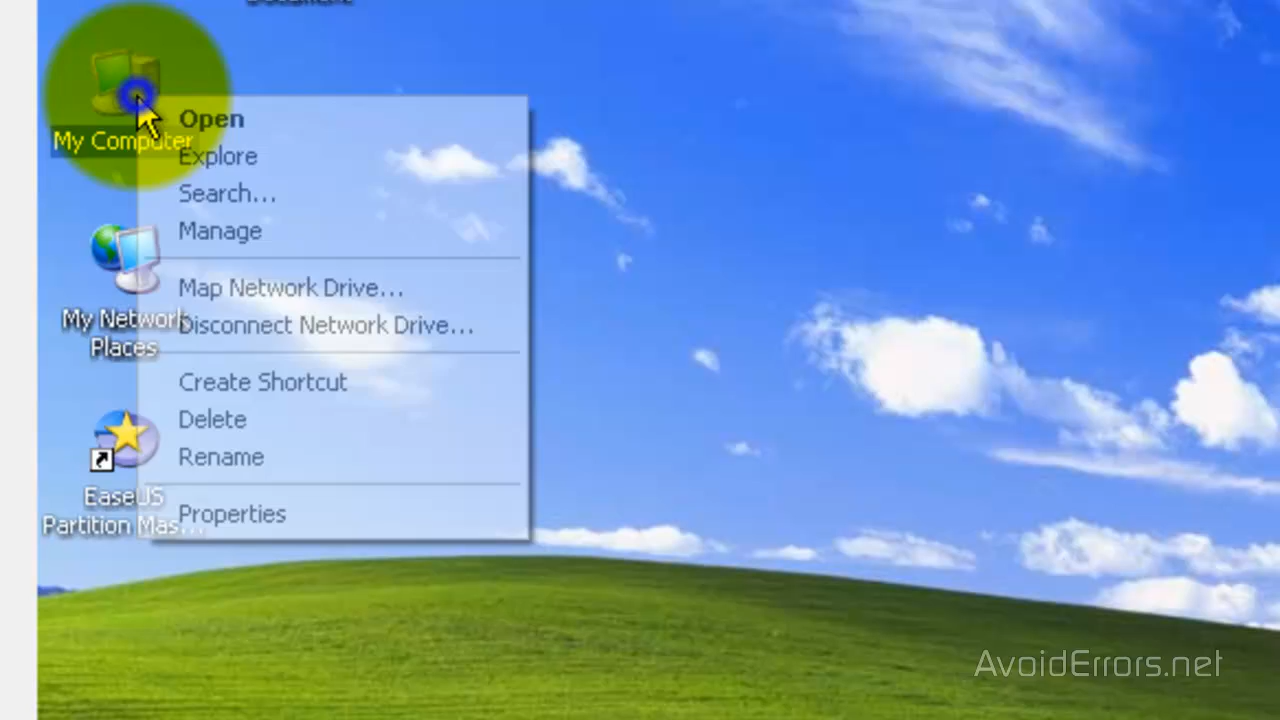 My Computer
Open
Explore
Search...
Manage
Map Network Drive...
Disconnect Network Drive...
Create Shortcut
Delete
Rename
Properties
My Network
Places
EaseUS
Partition Mas...
AvoidErrors.net